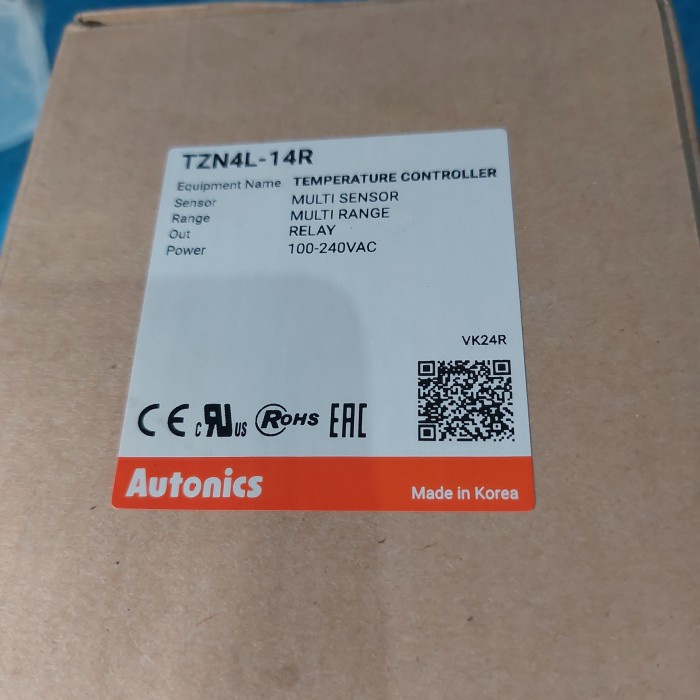 TZN4L-14R
Equipment Name TEMPERATURE CONTROLLER
Sensor MULTI SENSOR
Range MULTI RANGE
Out RELAY
Power 100-240VAC
VK24R
CE c RU us RoHS EAC
Autonics
Made in Korea